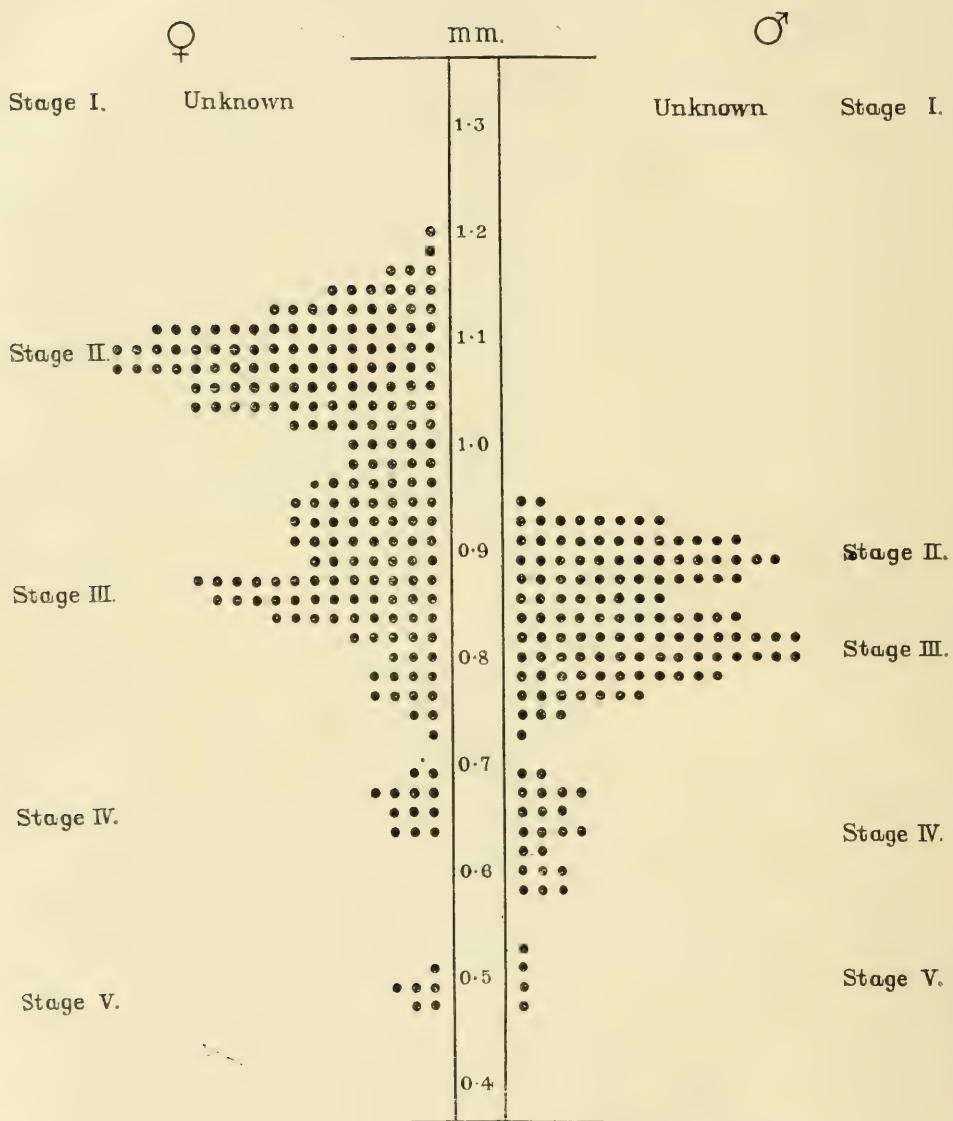 ♀ mm. ♂
Stage I. Unknown Unknown Stage I.
1·3
1·2
1·1
Stage II.
1·0
0·9 Stage II.
Stage III.
0·8 Stage III.
0·7
Stage IV. Stage IV.
0·6
0·5 Stage V.
Stage V.
0·4